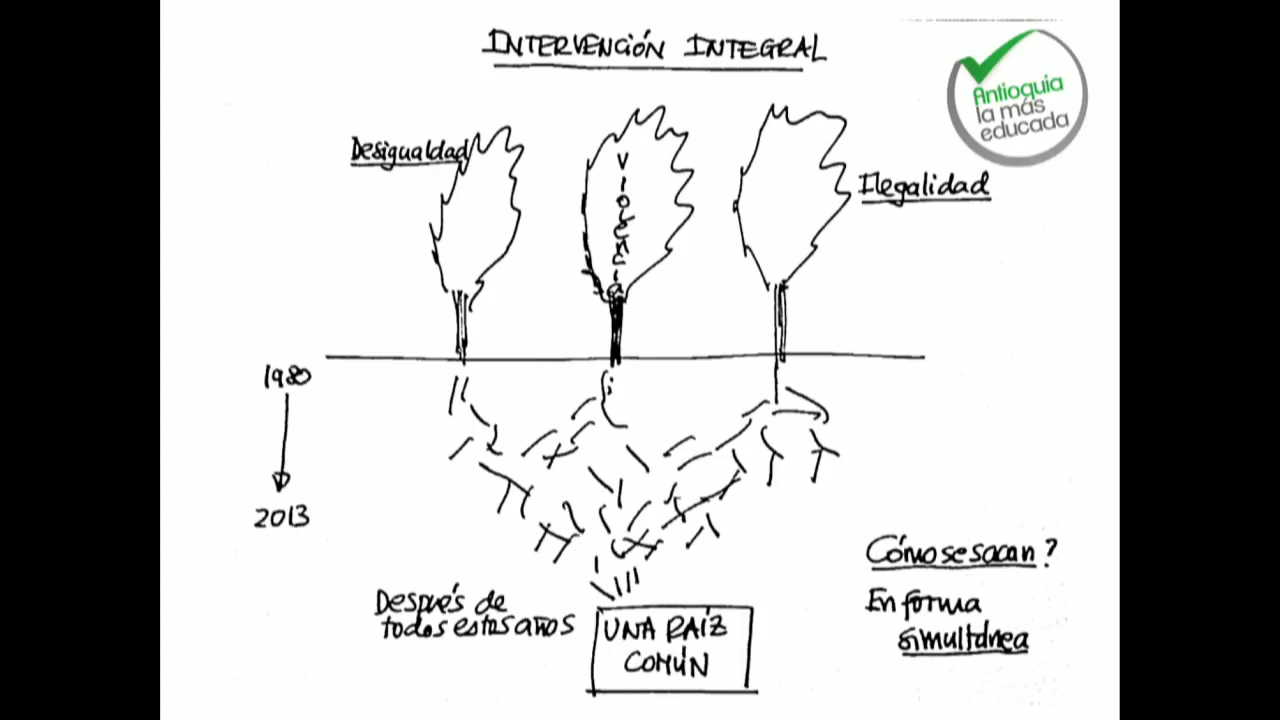 INTERVENCIÓN INTEGRAL
Antioquia
la más
educada
Desigualdad
Violencia
Ilegalidad
1980
2013
Cómo se sacan?
En forma
simultánea
Después de
todos estos años
UNA RAÍZ
COMÚN